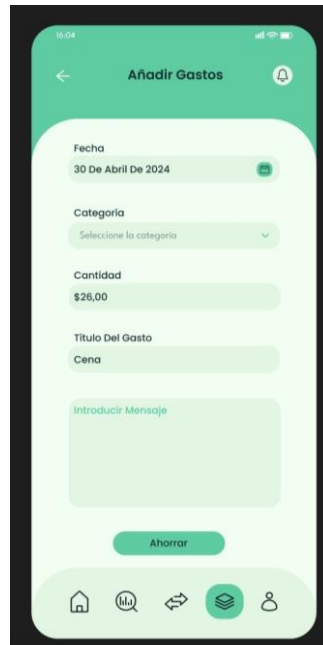 16:04
Añadir Gastos
Fecha
30 De Abril De 2024
Categoría
Seleccione la categoria
Cantidad
$26,00
Título Del Gasto
Cena
Introducir Mensaje
Ahorrar